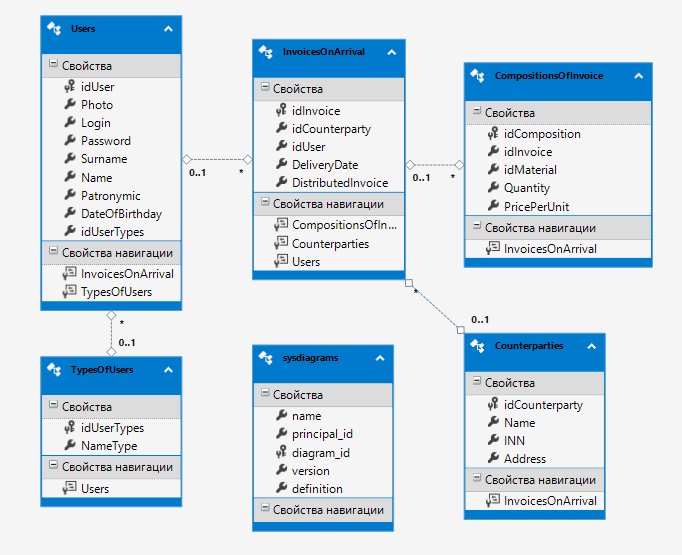 Users
Свойства
idUser
Photo
Login
Password
Surname
Name
Patronymic
DateOfBirthday
idUserTypes
Свойства навигации
InvoicesOnArrival
TypesOfUsers
0..1
*
InvoicesOnArrival
Свойства
idInvoice
idCounterparty
idUser
DeliveryDate
DistributedInvoice
Свойства навигации
CompositionsOfIn...
Counterparties
Users
0..1
*
CompositionsOfInvoice
Свойства
idComposition
idInvoice
idMaterial
Quantity
PricePerUnit
Свойства навигации
InvoicesOnArrival
*
0..1
*
0..1
TypesOfUsers
Свойства
idUserTypes
NameType
Свойства навигации
Users
sysdiagrams
Свойства
name
principal_id
diagram_id
version
definition
Свойства навигации
Counterparties
Свойства
idCounterparty
Name
INN
Address
Свойства навигации
InvoicesOnArrival